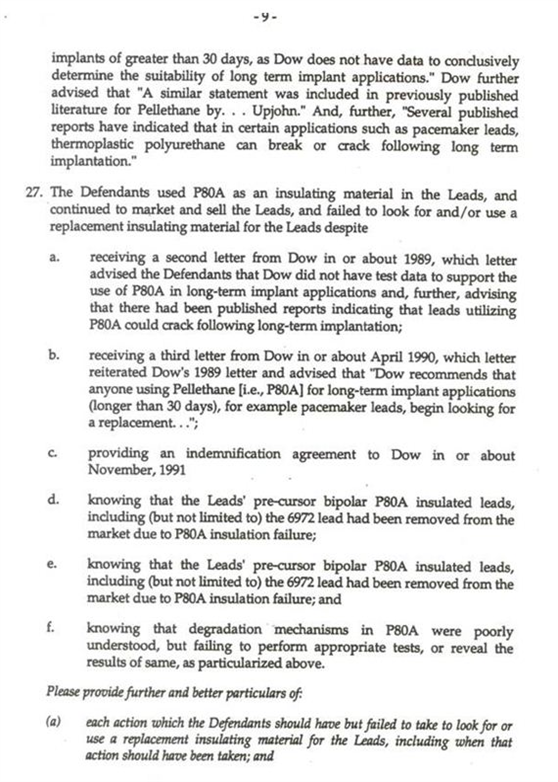 -9-
implants of greater than 30 days, as Dow does not have data to conclusively
determine the suitability of long term implant applications." Dow further
advised that "A similar statement was included in previously published
literature for Pellethane by. . . Upjohn." And, further, "Several published
reports have indicated that in certain applications such as pacemaker leads,
thermoplastic polyurethane can break or crack following long term
implantation."
27. The Defendants used P80A as an insulating material in the Leads, and
continued to market and sell the Leads, and failed to look for and/or use a
replacement insulating material for the Leads despite
a. receiving a second letter from Dow in or about 1989, which letter
advised the Defendants that Dow did not have test data to support the
use of P80A in long-term implant applications and, further, advising
that there had been published reports indicating that leads utilizing
P80A could crack following long-term implantation;
b. receiving a third letter from Dow in or about April 1990, which letter
reiterated Dow's 1989 letter and advised that "Dow recommends that
anyone using Pellethane [i.e., P80A] for long-term implant applications
(longer than 30 days), for example pacemaker leads, begin looking for
a replacement. . .";
c. providing an indemnification agreement to Dow in or about
November, 1991
d. knowing that the Leads' pre-cursor bipolar P80A insulated leads,
including (but not limited to) the 6972 lead had been removed from the
market due to P80A insulation failure;
e. knowing that the Leads' pre-cursor bipolar P80A insulated leads,
including (but not limited to) the 6972 lead had been removed from the
market due to P80A insulation failure; and
f. knowing that degradation mechanisms in P80A were poorly
understood, but failing to perform appropriate tests, or reveal the
results of same, as particularized above.
Please provide further and better particulars of:
(a) each action which the Defendants should have but failed to take to look for or
use a replacement insulating material for the Leads, including when that
action should have been taken; and